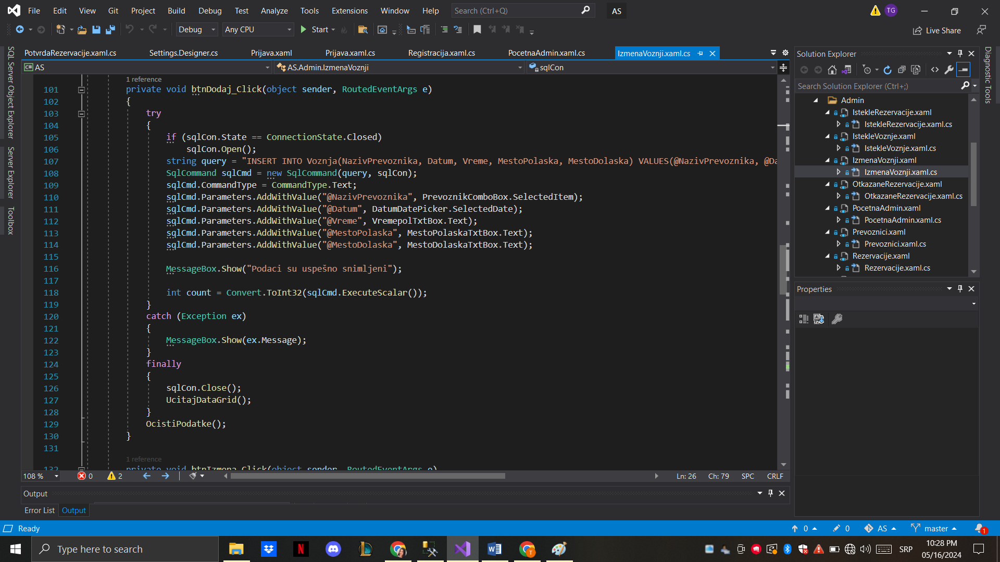 File Edit View Git Project Build Debug Test Analyze Tools Extensions Window Help Search (Ctrl+Q) AS TG
Debug Any CPU Start Live Share
PotvrdaRezervacije.xaml.cs Settings.Designer.cs Prijava.xaml Prijava.xaml.cs Registracija.xaml.cs PocetnaAdmin.xaml.cs IzmenaVoznji.xaml.cs
C# AS AS.Admin.IzmenaVoznji sqlCon
SQL Server Object Explorer
Server Explorer
Toolbox
1 reference
101 private void btnDodaj_Click(object sender, RoutedEventArgs e)
102 {
103 try
104 {
105 if (sqlCon.State == ConnectionState.Closed)
106 sqlCon.Open();
107 string query = "INSERT INTO Voznja(NazivPrevoznika, Datum, Vreme, MestoPolaska, MestoDolaska) VALUES(@NazivPrevoznika, @Da
108 SqlCommand sqlCmd = new SqlCommand(query, sqlCon);
109 sqlCmd.CommandType = CommandType.Text;
110 sqlCmd.Parameters.AddWithValue("@NazivPrevoznika", PrevoznikComboBox.SelectedItem);
111 sqlCmd.Parameters.AddWithValue("@Datum", DatumDatePicker.SelectedDate);
112 sqlCmd.Parameters.AddWithValue("@Vreme", VremepolTxtBox.Text);
113 sqlCmd.Parameters.AddWithValue("@MestoPolaska", MestoPolaskaTxtBox.Text);
114 sqlCmd.Parameters.AddWithValue("@MestoDolaska", MestoDolaskaTxtBox.Text);
115
116 MessageBox.Show("Podaci su uspešno snimljeni");
117
118 int count = Convert.ToInt32(sqlCmd.ExecuteScalar());
119 }
120 catch (Exception ex)
121 {
122 MessageBox.Show(ex.Message);
123 }
124 finally
125 {
126 sqlCon.Close();
127 UcitajDataGrid();
128 }
129 OcistiPodatke();
130 }
131
1 reference
132 private void btnIzmena_Click(object sender, RoutedEventArgs e)
108 % 0 2 Ln: 26 Ch: 79 SPC CRLF
Output
Error List Output
Solution Explorer
Search Solution Explorer (Ctrl+;)
Admin
IstekleRezervacije.xaml
IstekleRezervacije.xaml.cs
IstekleVoznje.xaml
IstekleVoznje.xaml.cs
IzmenaVoznji.xaml
IzmenaVoznji.xaml.cs
OtkazaneRezervacije.xaml
OtkazaneRezervacije.xaml.cs
PocetnaAdmin.xaml
PocetnaAdmin.xaml.cs
Prevoznici.xaml
Prevoznici.xaml.cs
Rezervacije.xaml
Rezervacije.xaml.cs
Properties
Diagnostic Tools
Ready 0 0 AS master 1
Type here to search SRP 10:28 PM
05/16/2024